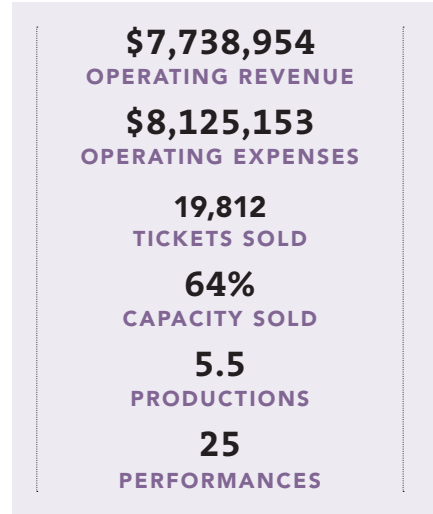 $7,738,954
OPERATING REVENUE
$8,125,153
OPERATING EXPENSES
19,812
TICKETS SOLD
64%
CAPACITY SOLD
5.5
PRODUCTIONS
25
PERFORMANCES